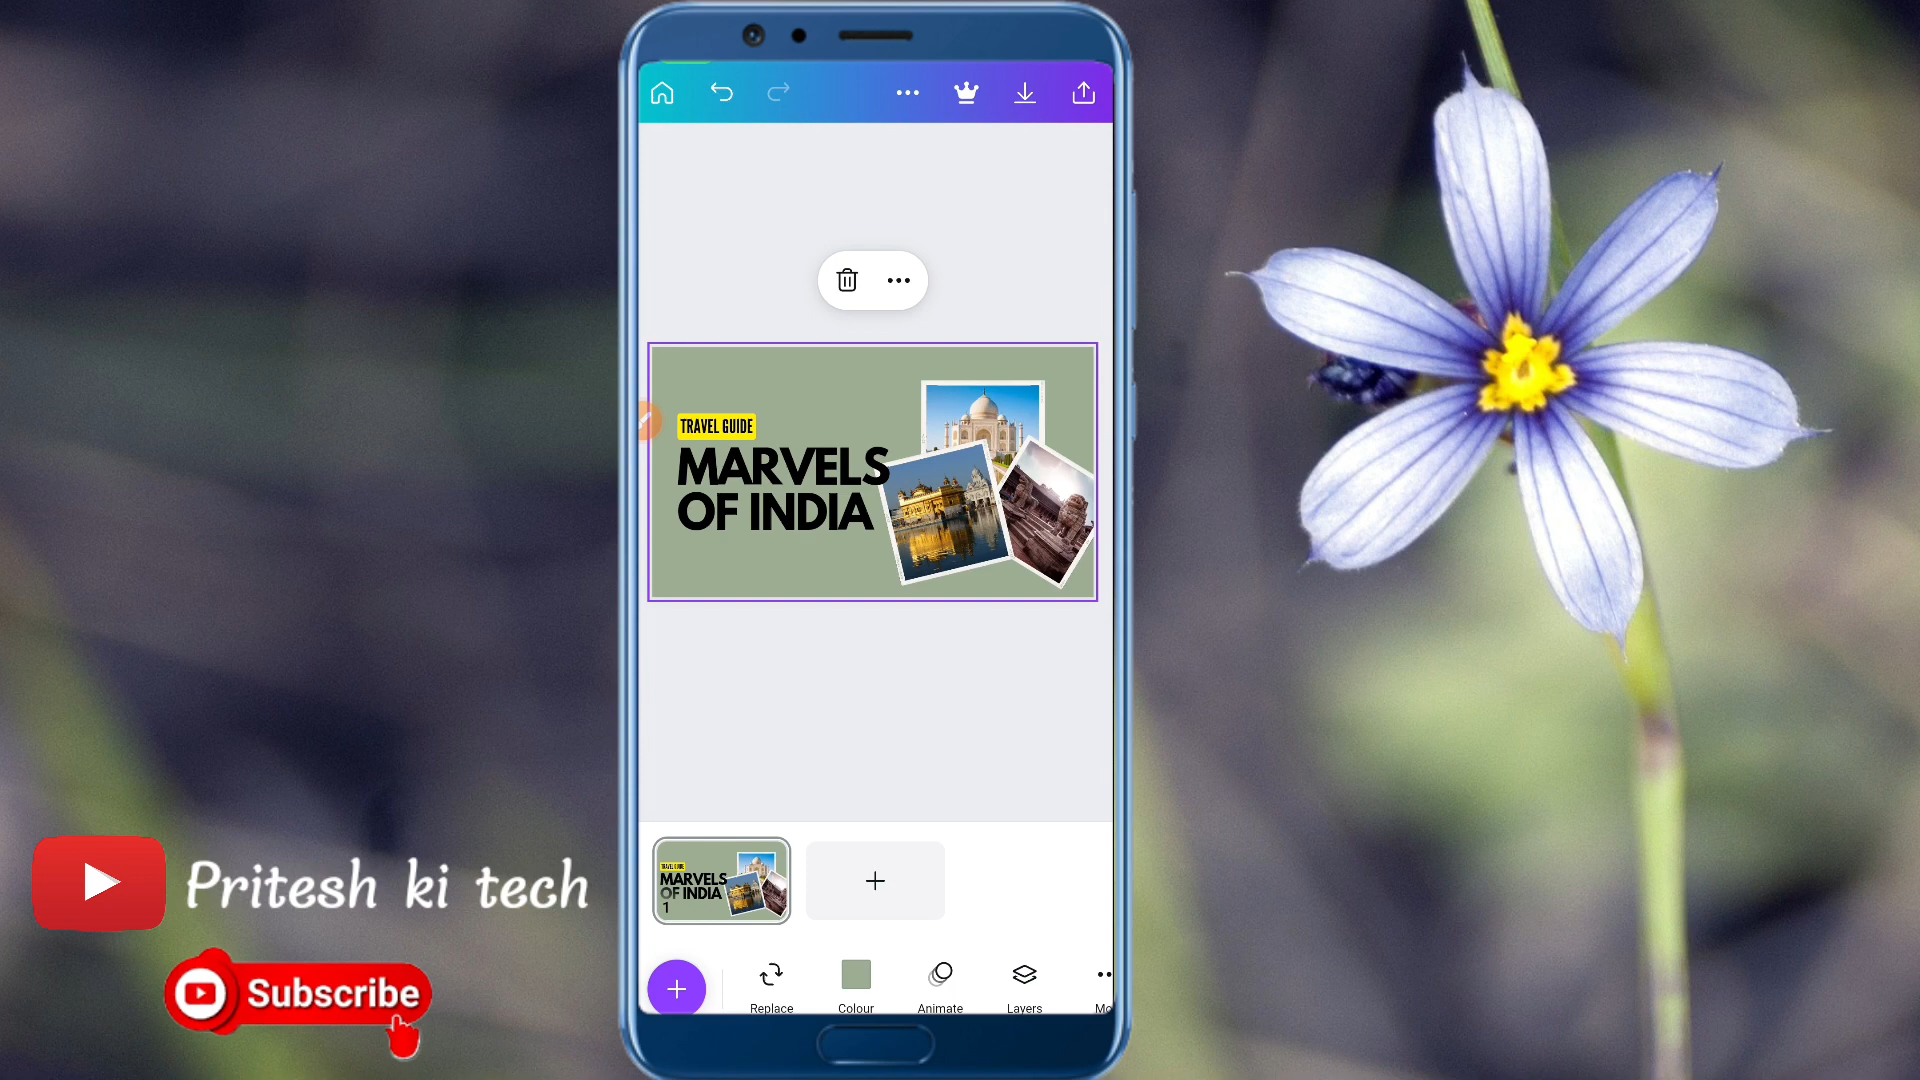 TRAVEL GUIDE
MARVELS
OF INDIA
TRAVEL GUIDE
MARVELS
OF INDIA
1
Replace
Colour
Animate
Layers
Mo
Pritesh ki tech
Subscribe